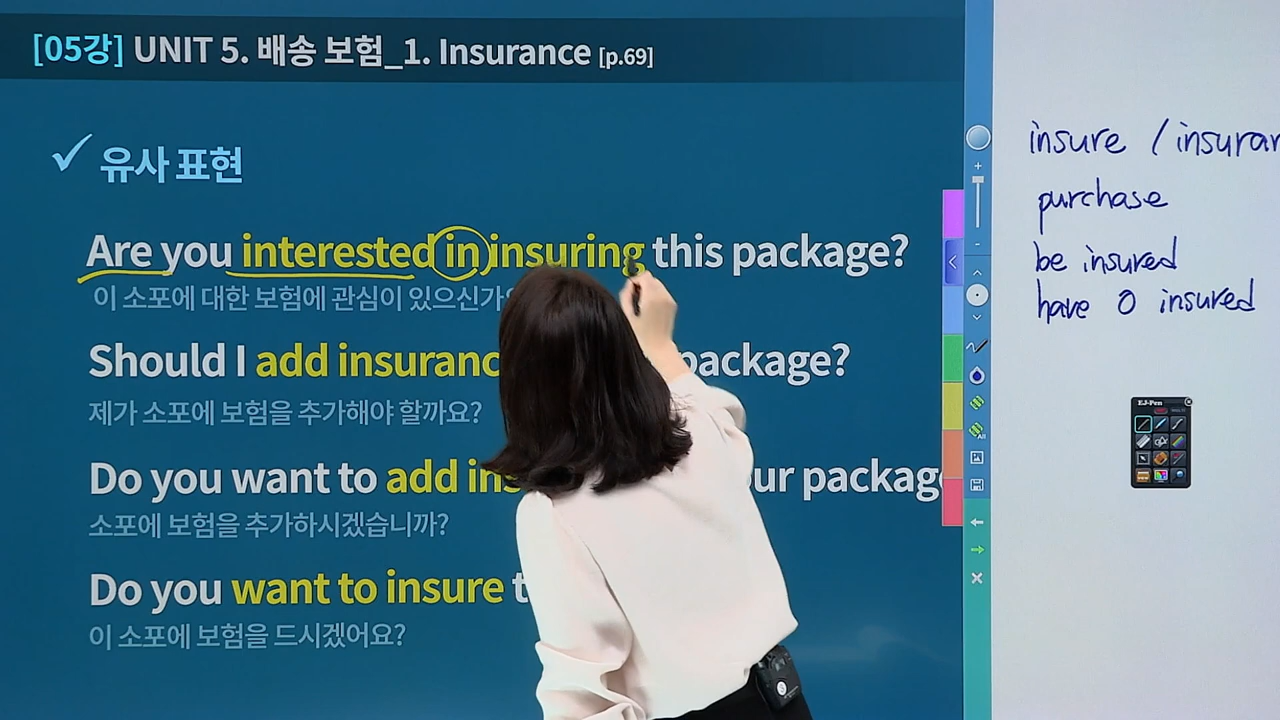 [05강] UNIT 5. 배송 보험_1. Insurance [p.69]
유사 표현
Are you interested in insuring this package?
이 소포에 대한 보험에 관심이 있으신가
Should I add insuranc package?
제가 소포에 보험을 추가해야 할까요?
Do you want to add ins ur packag
소포에 보험을 추가하시겠습니까?
Do you want to insure t
이 소포에 보험을 드시겠어요?
insure / insuran
purchase
be insured
have O insured
EJ-Pen
All